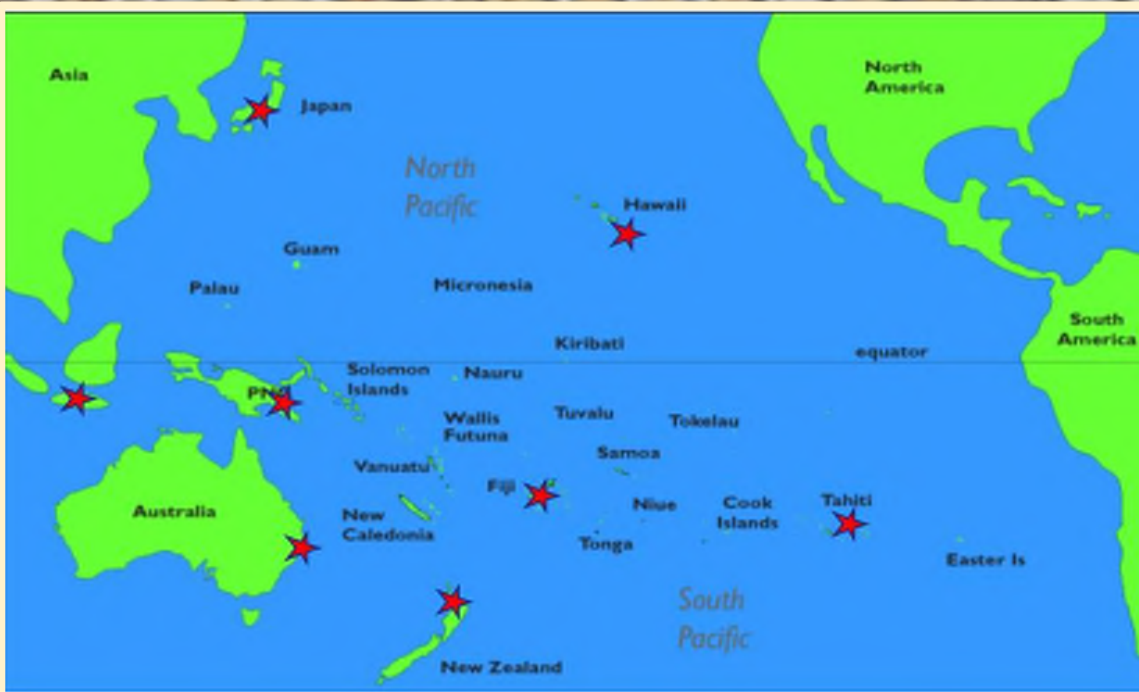 Asia
North
America
Japan
North
Pacific
Hawaii
Guam
Palau
Micronesia
South
America
Kiribati
equator
Solomon
Islands
Nauru
Wallis
Futuna
Tuvalu
Tokelau
Samoa
Vanuatu
Fiji
Niue
Cook
Islands
Tahiti
Australia
New
Caledonia
Tonga
Easter Is
South
Pacific
New Zealand